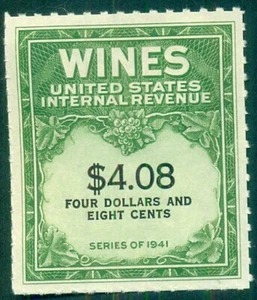 WINES
UNITED STATES
INTERNAL REVENUE
$4.08
FOUR DOLLARS AND
EIGHT CENTS
SERIES OF 1941